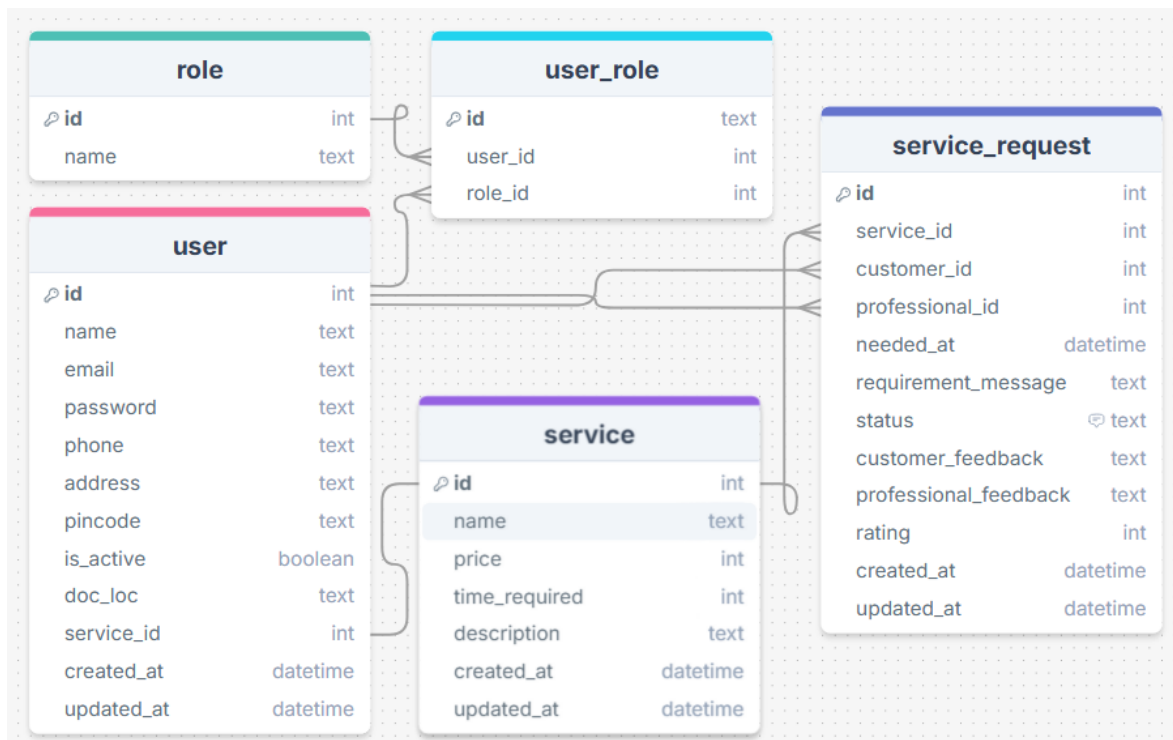 role
id int
name text
user_role
id text
user_id int
role_id int
service_request
id int
service_id int
customer_id int
professional_id int
needed_at datetime
requirement_message text
status text
customer_feedback text
professional_feedback text
rating int
created_at datetime
updated_at datetime
user
id int
name text
email text
password text
phone text
address text
pincode text
is_active boolean
doc_loc text
service_id int
created_at datetime
updated_at datetime
service
id int
name text
price int
time_required int
description text
created_at datetime
updated_at datetime